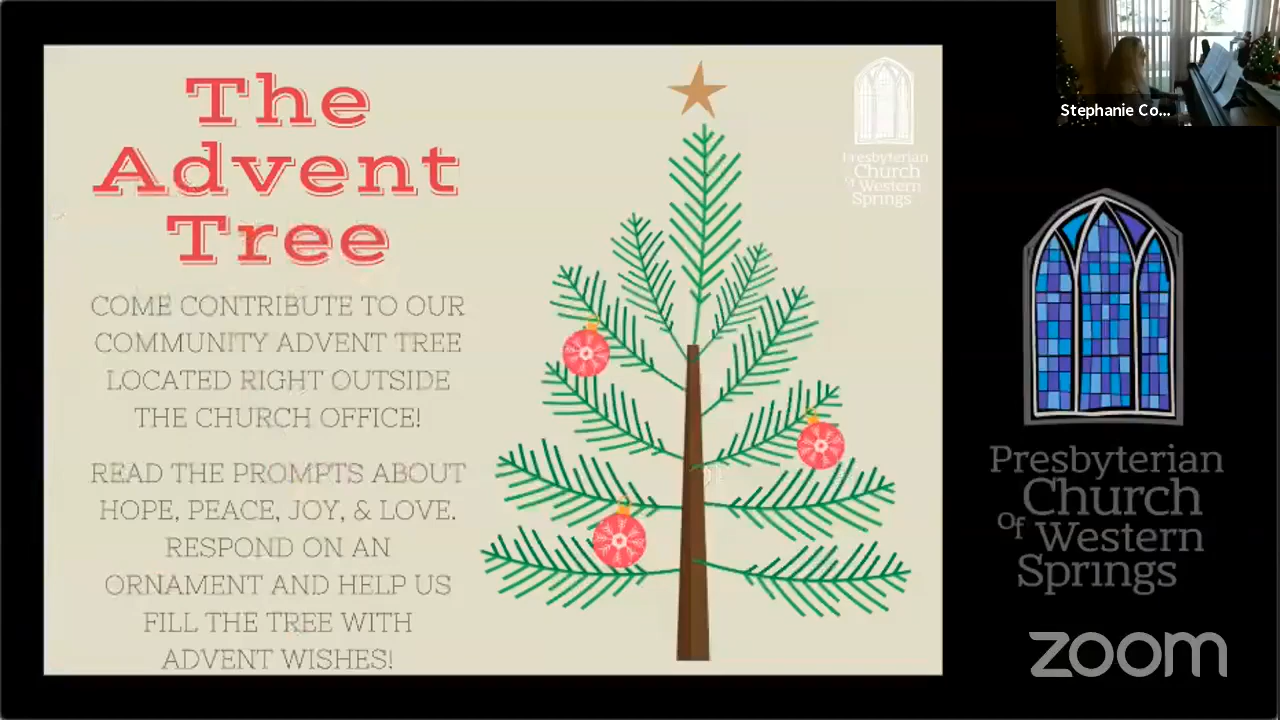 The
Advent
Tree
COME CONTRIBUTE TO OUR
COMMUNITY ADVENT TREE
LOCATED RIGHT OUTSIDE
THE CHURCH OFFICE!
READ THE PROMPTS ABOUT
HOPE, PEACE, JOY, & LOVE.
RESPOND ON AN
ORNAMENT AND HELP US
FILL THE TREE WITH
ADVENT WISHES!
Presbyterian
Church
Of Western
Springs
Stephanie Co...
Presbyterian
Church
Of Western
Springs
zoom